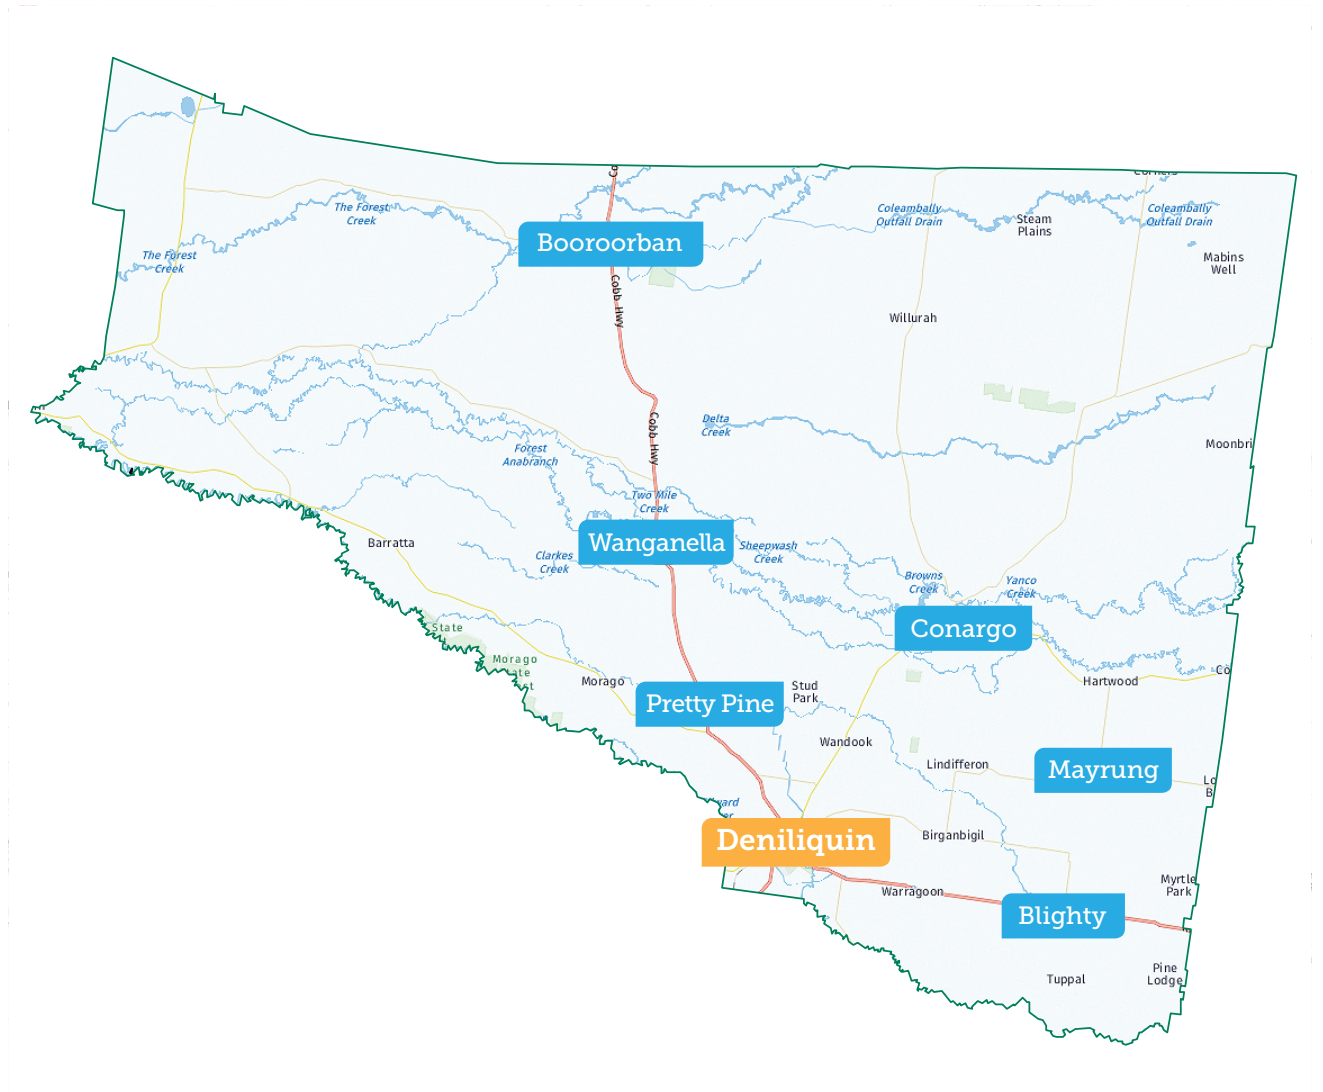 The Forest
Creek
The Forest
Creek
Booroorban
Cobb Hwy
Coleambally
Outfall Drain
Steam
Plains
Coleambally
Outfall Drain
Mabins
Well
Willurah
Cobb Hwy
Delta
Creek
Moonbri
Forest
Anabranch
Two Mile
Creek
Barratta
Wanganella
Clarkes
Creek
Sheepwash
Creek
Browns
Creek
Yanco
Creek
Conargo
State
Morago
Morago
Pretty Pine
Stud
Park
Hartwood
Co
Wandook
Lindifferon
Mayrung
Lo
B
Deniliquin
Birganbigil
Warragoon
Myrtle
Park
Blighty
Tuppal
Pine
Lodge